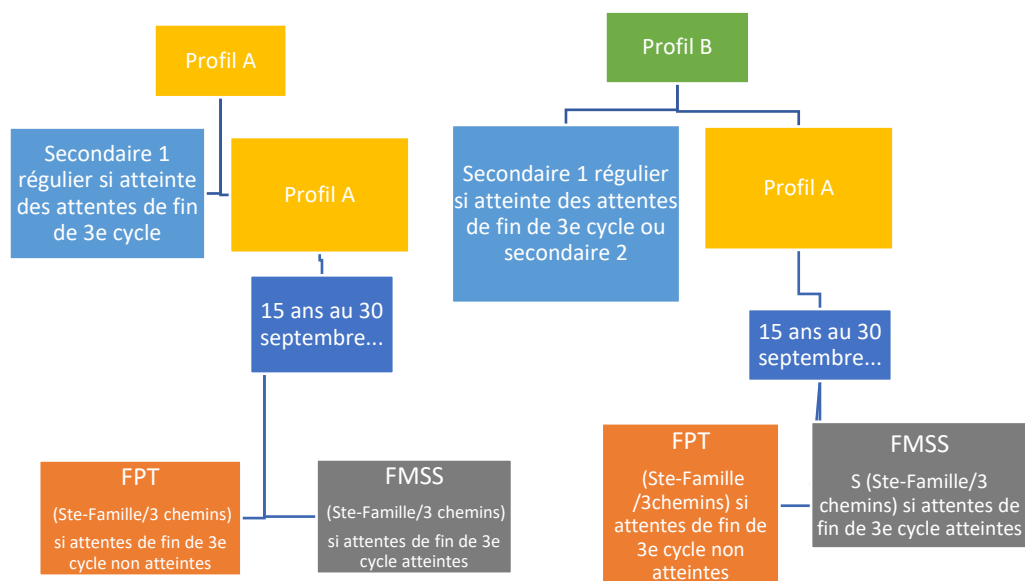 Profil A
Secondaire 1
régulier si atteinte
des attentes de fin
de 3e cycle
Profil A
15 ans au 30
septembre...
FPT
(Ste-Famille/3 chemins)
si attentes de fin de 3e
cycle non atteintes
FMSS
(Ste-Famille/3 chemins)
si attentes de fin de 3e
cycle atteintes
Profil B
Secondaire 1 régulier
si atteinte des attentes
de fin de 3e cycle ou
secondaire 2
Profil A
15 ans au 30
septembre...
FPT
(Ste-Famille
/3chemins) si
attentes de fin de
3e cycle non
atteintes
FMSS
S (Ste-Famille/3
chemins) si attentes de
fin de 3e cycle atteintes